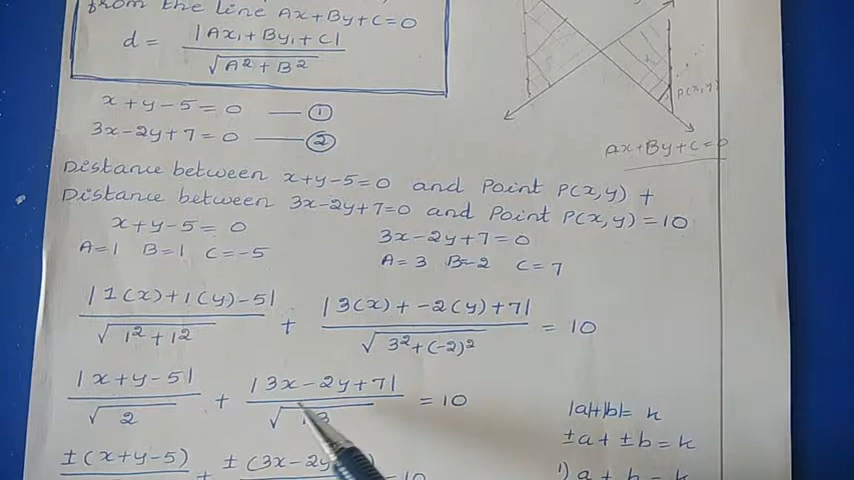 from the line Ax+By+C=0
d = |Ax₁+By₁+C| / √A²+B²
P(x,y)
Ax+By+C=0
x+y-5=0 —— ①
3x-2y+7=0 —— ②
Distance between x+y-5=0 and Point P(x,y) +
Distance between 3x-2y+7=0 and Point P(x,y)=10
x+y-5=0
A=1 B=1 C=-5
3x-2y+7=0
A=3 B=-2 C=7
|1(x)+1(y)-5| / √1²+1² + |3(x)+-2(y)+7| / √3²+(-2)² = 10
|x+y-5| / √2 + |3x-2y+7| / √13 = 10
|a|+|b|= k
±a + ±b = k
1) a + b = k
±(x+y-5) + ±(3x-2y =10